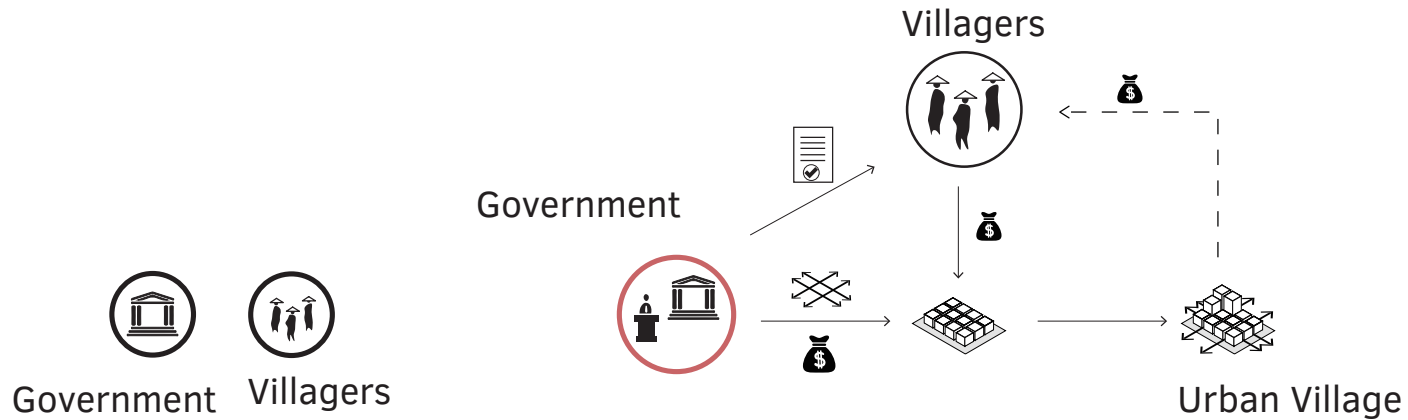 Villagers
Government
Government
Villagers
Urban Village
$
$
$